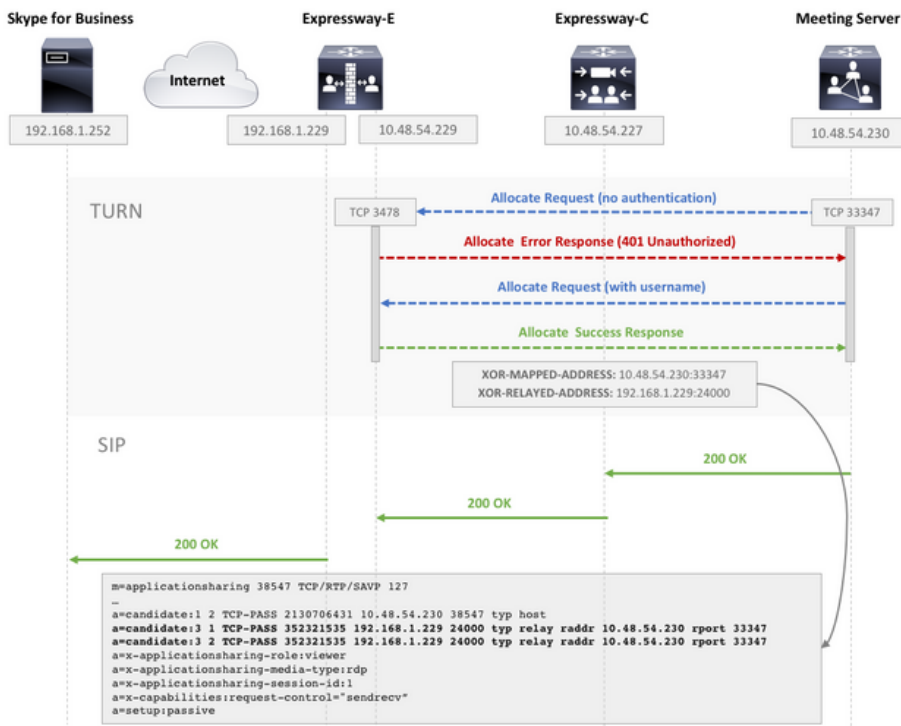 Skype for Business
Expressway-E
Expressway-C
Meeting Server
Internet
192.168.1.252
192.168.1.229
10.48.54.229
10.48.54.227
10.48.54.230
TURN
Allocate Request (no authentication)
TCP 3478
TCP 33347
Allocate Error Response (401 Unauthorized)
Allocate Request (with username)
Allocate Success Response
XOR-MAPPED-ADDRESS: 10.48.54.230:33347
XOR-RELAYED-ADDRESS: 192.168.1.229:24000
SIP
200 OK
200 OK
200 OK
m=applicationsharing 38547 TCP/RTP/SAVP 127
…
a=candidate:1 2 TCP-PASS 2130706431 10.48.54.230 38547 typ host
a=candidate:3 1 TCP-PASS 352321535 192.168.1.229 24000 typ relay raddr 10.48.54.230 rport 33347
a=candidate:3 2 TCP-PASS 352321535 192.168.1.229 24000 typ relay raddr 10.48.54.230 rport 33347
a=x-applicationsharing-role:viewer
a=x-applicationsharing-media-type:rdp
a=x-applicationsharing-session-id:1
a=x-capabilities:request-control="sendrecv"
a=setup:passive